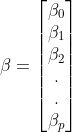 β = [β₀
β₁
β₂
.
.
βₚ]